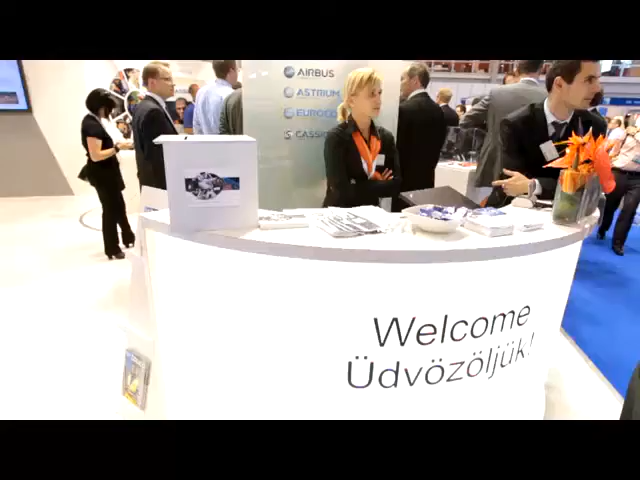 AIRBUS
ASTRIUM
EUROCO
CASSI
Welcome
Üdvözöljük!